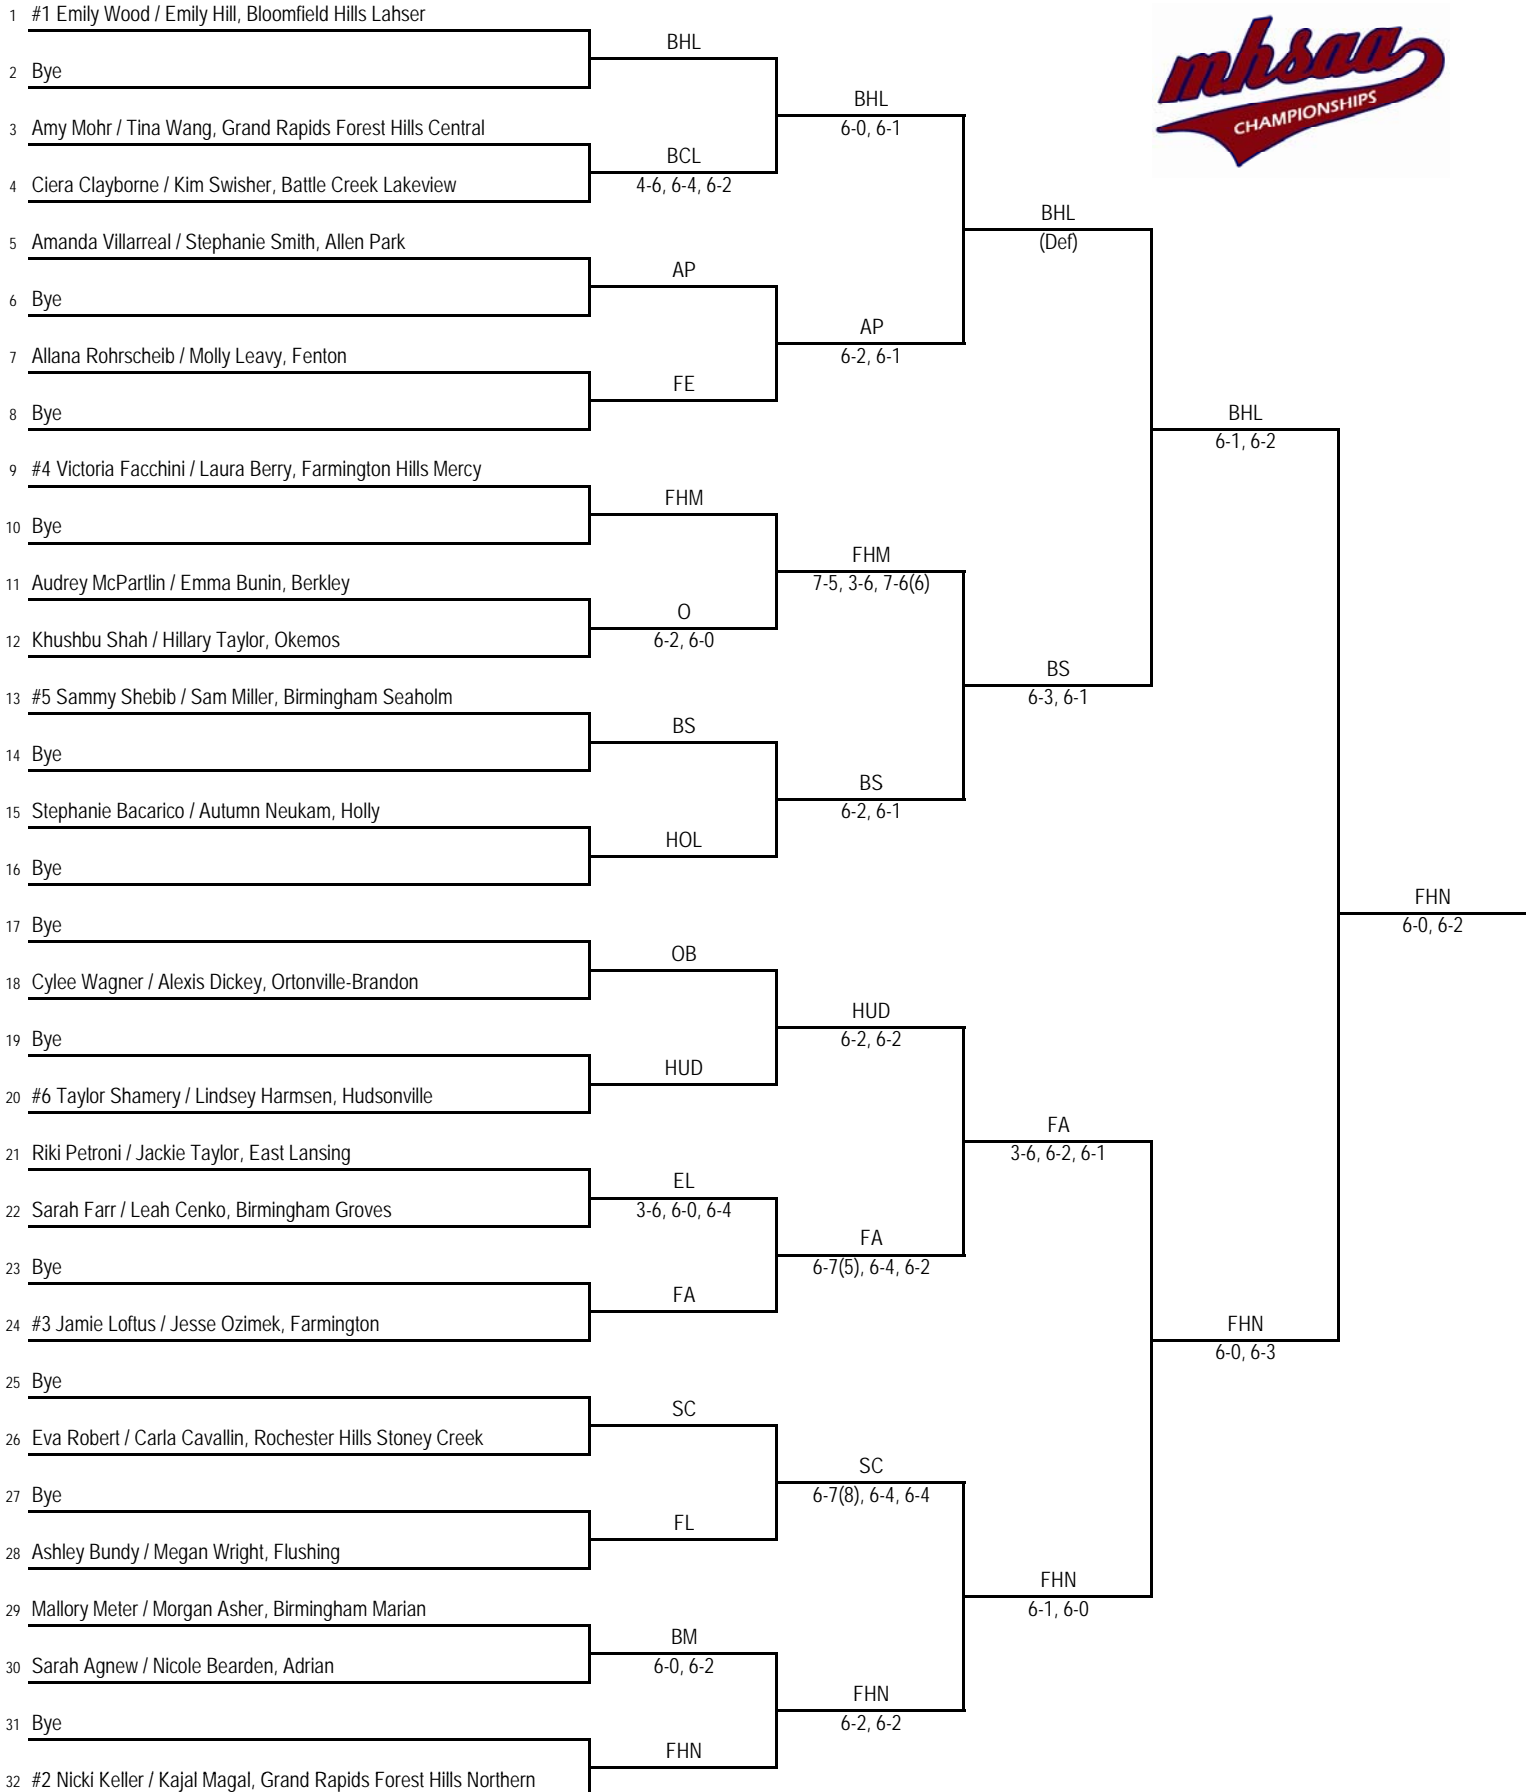 1 #1 Emily Wood / Emily Hill, Bloomfield Hills Lahser
BHL
2 Bye
BHL
6-0, 6-1
3 Amy Mohr / Tina Wang, Grand Rapids Forest Hills Central
BCL
4-6, 6-4, 6-2
4 Ciera Clayborne / Kim Swisher, Battle Creek Lakeview
BHL
(Def)
5 Amanda Villarreal / Stephanie Smith, Allen Park
AP
6 Bye
AP
6-2, 6-1
7 Allana Rohrscheib / Molly Leavy, Fenton
FE
8 Bye
BHL
6-1, 6-2
9 #4 Victoria Facchini / Laura Berry, Farmington Hills Mercy
FHM
10 Bye
FHM
7-5, 3-6, 7-6(6)
11 Audrey McPartlin / Emma Bunin, Berkley
O
6-2, 6-0
12 Khushbu Shah / Hillary Taylor, Okemos
BS
6-3, 6-1
13 #5 Sammy Shebib / Sam Miller, Birmingham Seaholm
BS
14 Bye
BS
6-2, 6-1
15 Stephanie Bacarico / Autumn Neukam, Holly
HOL
16 Bye
FHN
6-0, 6-2
17 Bye
OB
18 Cylee Wagner / Alexis Dickey, Ortonville-Brandon
HUD
6-2, 6-2
19 Bye
HUD
20 #6 Taylor Shamery / Lindsey Harmsen, Hudsonville
FA
3-6, 6-2, 6-1
21 Riki Petroni / Jackie Taylor, East Lansing
EL
3-6, 6-0, 6-4
22 Sarah Farr / Leah Cenko, Birmingham Groves
FA
6-7(5), 6-4, 6-2
23 Bye
FA
24 #3 Jamie Loftus / Jesse Ozimek, Farmington
FHN
6-0, 6-3
25 Bye
SC
26 Eva Robert / Carla Cavallin, Rochester Hills Stoney Creek
SC
6-7(8), 6-4, 6-4
27 Bye
FL
28 Ashley Bundy / Megan Wright, Flushing
FHN
6-1, 6-0
29 Mallory Meter / Morgan Asher, Birmingham Marian
BM
6-0, 6-2
30 Sarah Agnew / Nicole Bearden, Adrian
FHN
6-2, 6-2
31 Bye
FHN
32 #2 Nicki Keller / Kajal Magal, Grand Rapids Forest Hills Northern
mhsaa
CHAMPIONSHIPS